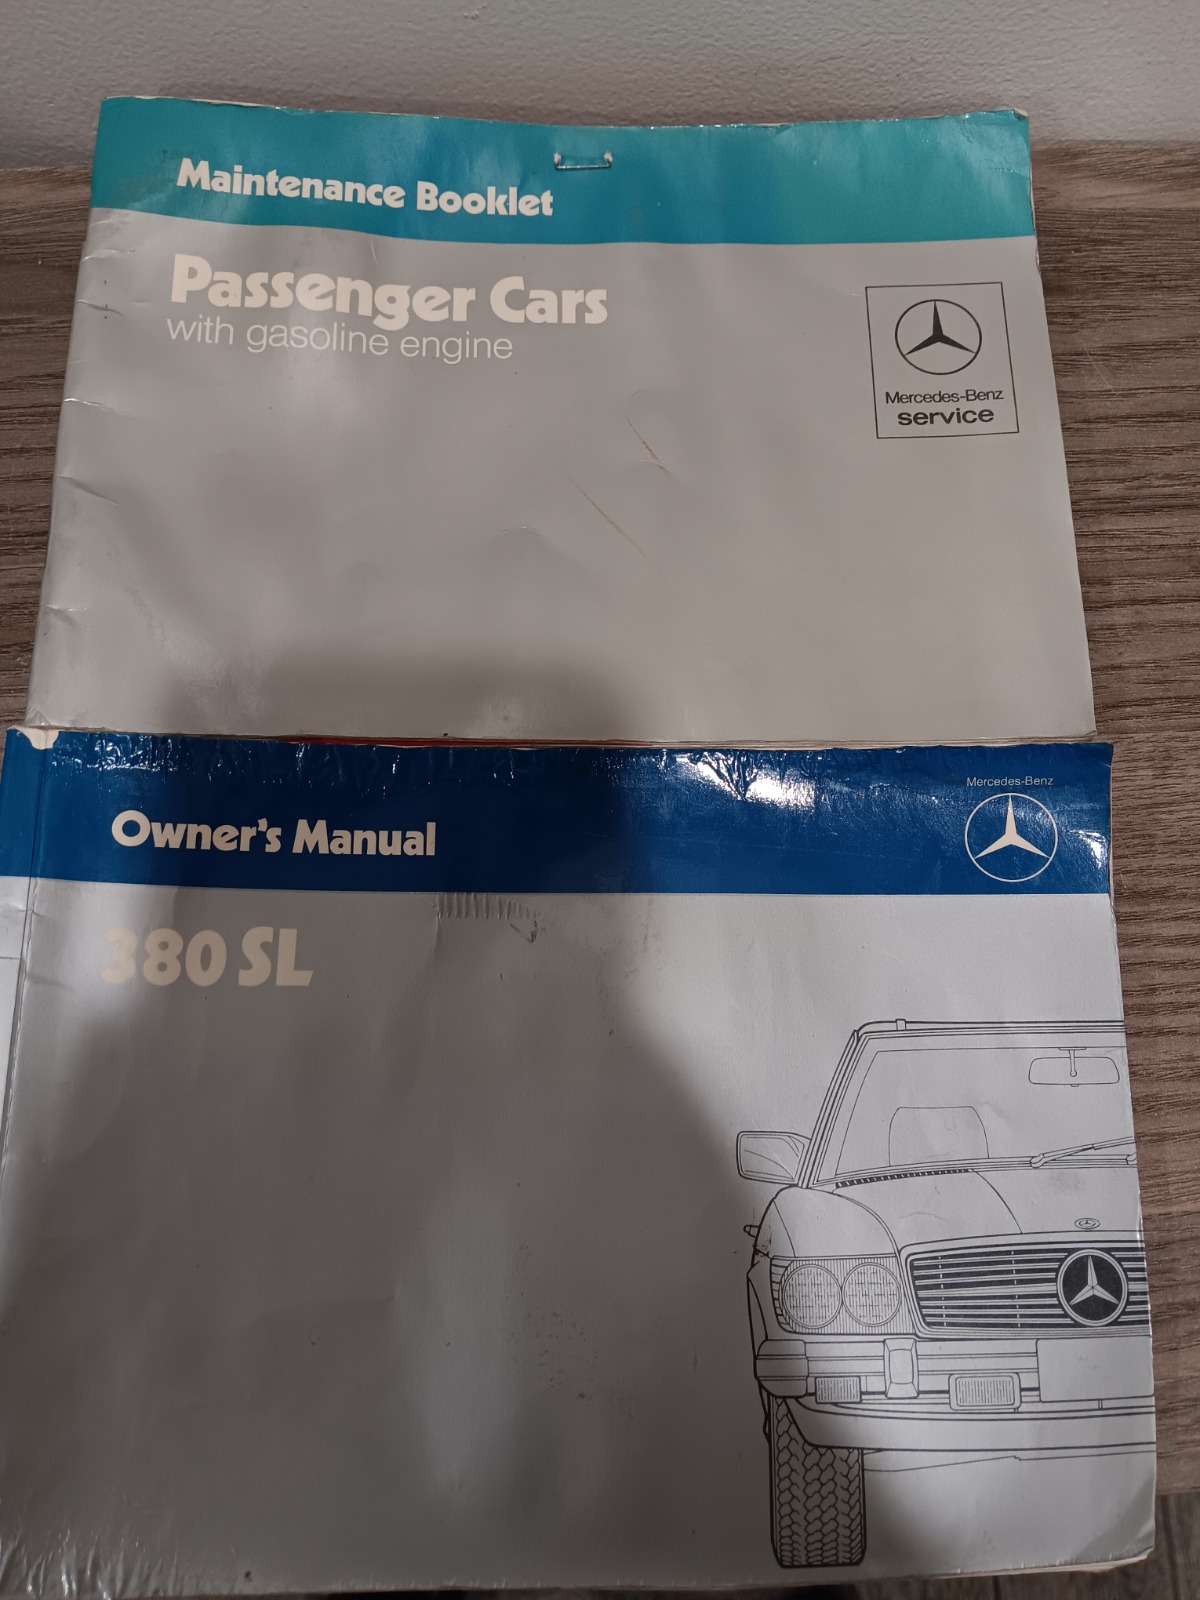 Maintenance Booklet
Passenger Cars
with gasoline engine
Mercedes-Benz
service
Mercedes-Benz
Owner's Manual
380 SL